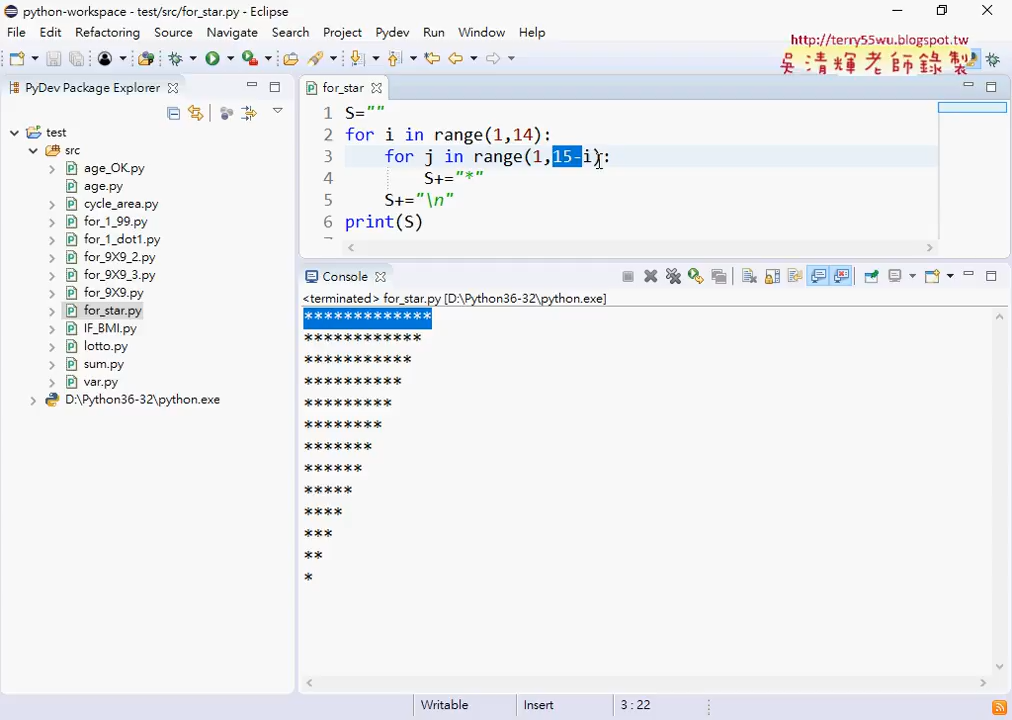 python-workspace - test/src/for_star.py - Eclipse
File Edit Refactoring Source Navigate Search Project Pydev Run Window Help
http://terry55wu.blogspot.tw
吳清輝老師錄製
PyDev Package Explorer
for_star
test
src
age_OK.py
age.py
cycle_area.py
for_1_99.py
for_1_dot1.py
for_9X9_2.py
for_9X9_3.py
for_9X9.py
for_star.py
IF_BMI.py
lotto.py
sum.py
var.py
D:\Python36-32\python.exe
1 S=""
2 for i in range(1,14):
3 for j in range(1,15-i):
4 S+="*"
5 S+="\n"
6 print(S)
7
Console
<terminated> for_star.py [D:\Python36-32\python.exe]
*************
************
***********
**********
*********
********
*******
******
*****
****
***
**
*
Writable Insert 3 : 22